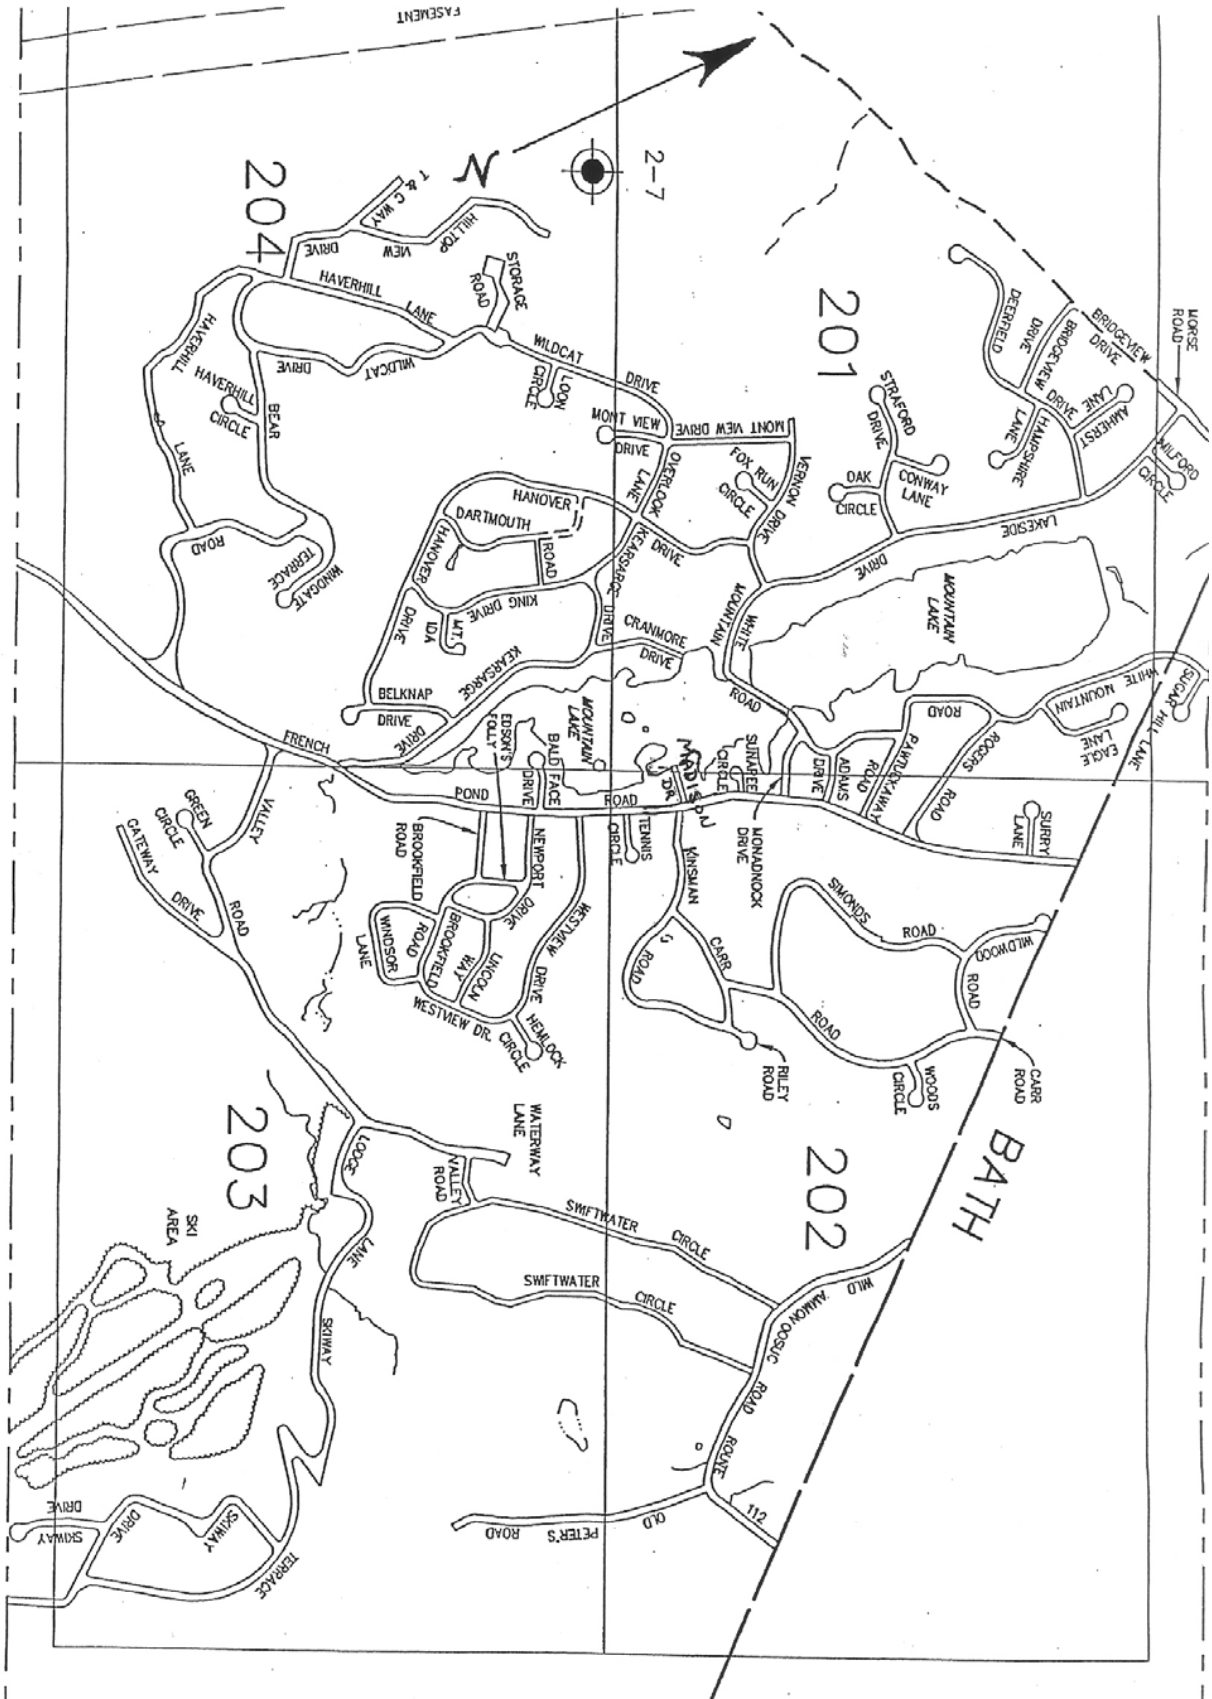 EASEMENT
N
2-7
204
201
T & C WAY
HILLTOP
VIEW
DRIVE
STORAGE
ROAD
HAVERHILL
LANE
HAVERHILL
LANE
WILDCAT
DRIVE
WILDCAT
DRIVE
LOON
CIRCLE
HAVERHILL
CIRCLE
BEAR
ROAD
WINDGATE
TERRACE
MONT VIEW
DRIVE
MONT VIEW DRIVE
OVERLOOK
LANE
FOX RUN
CIRCLE
VERNON DRIVE
MORSE
ROAD
BRIDGEVIEW
DRIVE
BRIDGEVIEW
DRIVE
DEERFIELD
DRIVE
AMHERST
LANE
HAMPSHIRE
LANE
MILFORD
CIRCLE
STRAFORD
DRIVE
CONWAY
LANE
OAK
CIRCLE
LAKESIDE
DRIVE
MOUNTAIN
LAKE
HANOVER
DRIVE
DARTMOUTH
ROAD
HANOVER
DRIVE
KING DRIVE
MT.
IDA
KEARSARGE
DRIVE
CRANMORE
DRIVE
KEARSARGE
DRIVE
BELKNAP
DRIVE
WHITE
MOUNTAIN
ROAD
WHITE MOUNTAIN
ROAD
SUGAR HILL LANE
EAGLE
LANE
ROGERS
ROAD
PAWTUCKAWAY
ROAD
ADAMS
DRIVE
MOUNTAIN
LAKE
EDSON'S
FOLLY
BALD FACE
DRIVE
MADISON
DR
SUNAPEE
CIRCLE
MONADNOCK
DRIVE
SURRY
LANE
FRENCH
POND
ROAD
VALLEY
ROAD
GREEN
CIRCLE
GATEWAY
DRIVE
BROOKFIELD
ROAD
NEWPORT
DRIVE
TENNIS
CIRCLE
KINSMAN
ROAD
WESTVIEW
DRIVE
WINDSOR
LANE
BROOKFIELD
ROAD
LINCOLN
WAY
WESTVIEW DR.
HEMLOCK
CIRCLE
CARR
ROAD
SIMONDS
ROAD
WILDWOOD
ROAD
RILEY
ROAD
WOODS
CIRCLE
CARR
ROAD
BATH
203
202
WATERWAY
LANE
VALLEY
ROAD
LODGE
LANE
SKI
AREA
SWIFTWATER
CIRCLE
SWIFTWATER
CIRCLE
WILD
AMMONOOSUC
ROAD
ROUTE
112
SKIWAY
OLD
PETER'S
ROAD
SKIWAY
DRIVE
SKIWAY
DRIVE
TERRACE